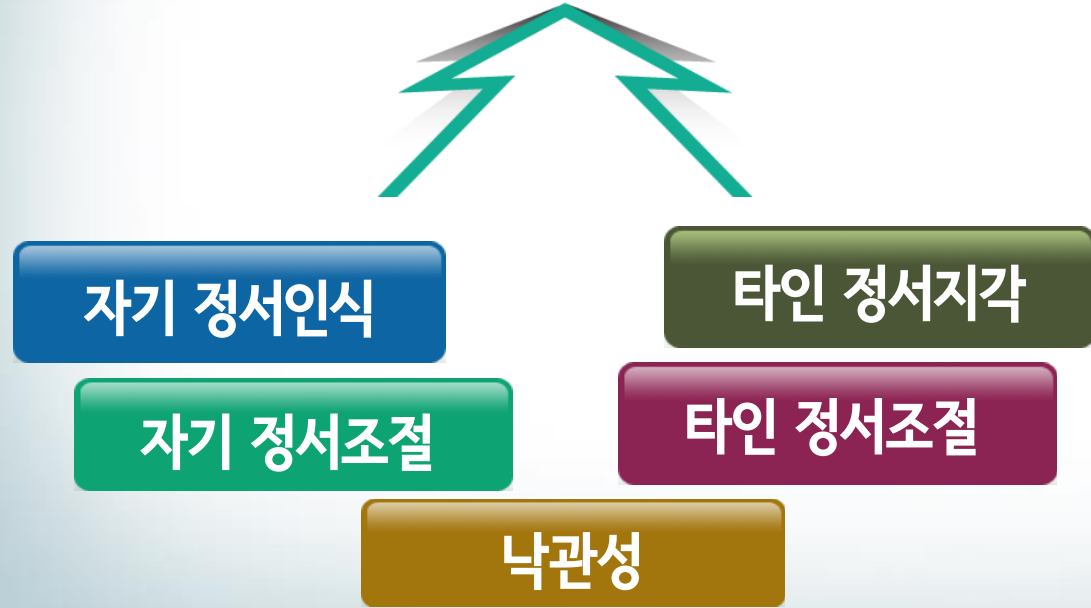 자기 정서인식
타인 정서지각
자기 정서조절
타인 정서조절
낙관성